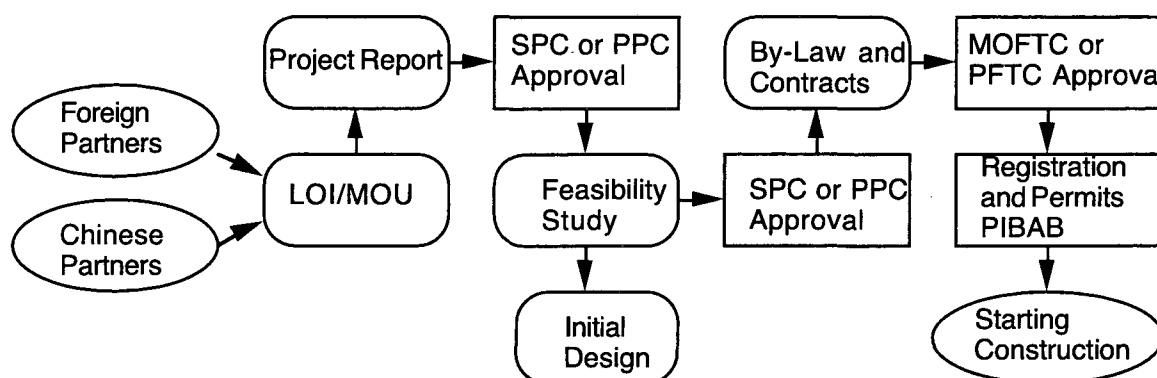 Foreign
Partners
Chinese
Partners
LOI/MOU
Project Report
SPC or PPC
Approval
Feasibility
Study
Initial
Design
SPC or PPC
Approval
By-Law and
Contracts
MOFTC or
PFTC Approval
Registration
and Permits
PIBAB
Starting
Construction